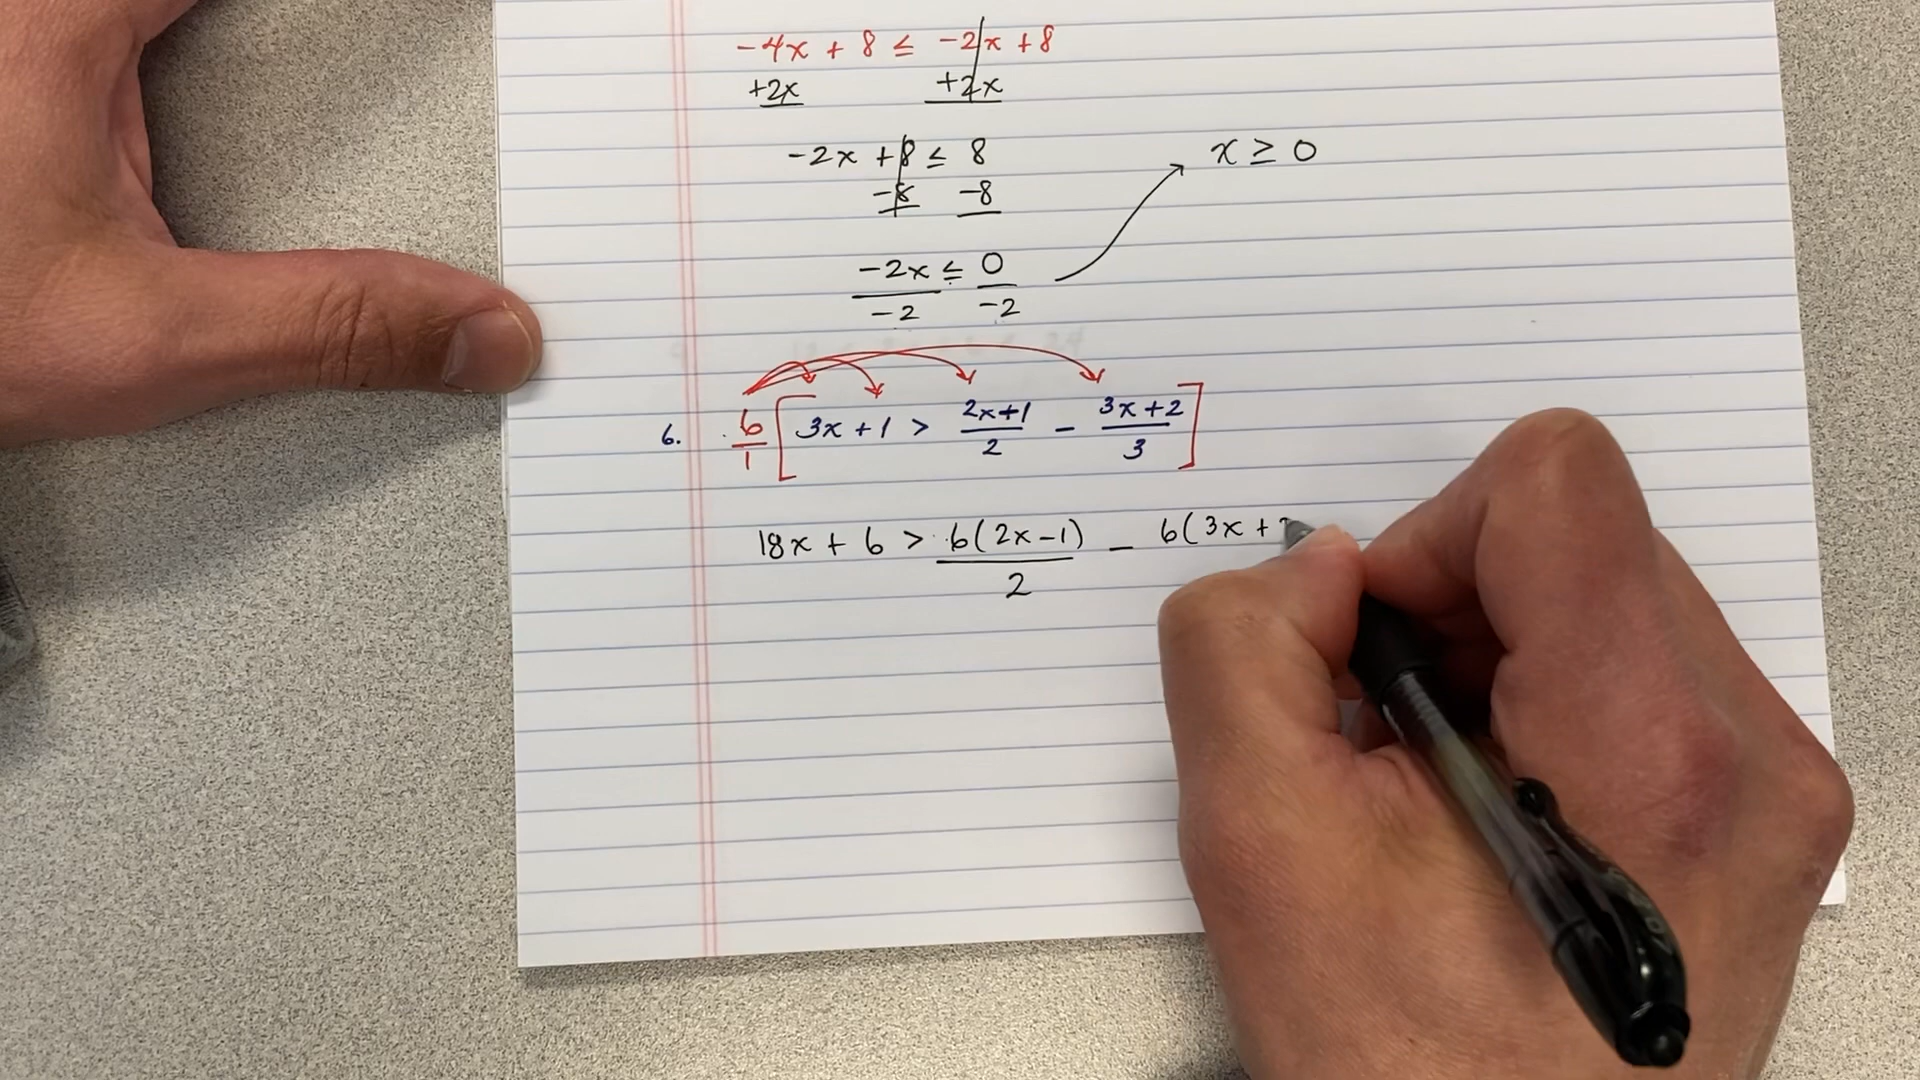 -4x + 8 ≤ -2x + 8
+2x +2x
-2x + 8 ≤ 8
-8 -8
x ≥ 0
-2x ≤ 0
-2 -2
6. 6/1 [3x + 1 > (2x+1)/2 - (3x+2)/3]
18x + 6 > 6(2x-1)/2 - 6(3x +